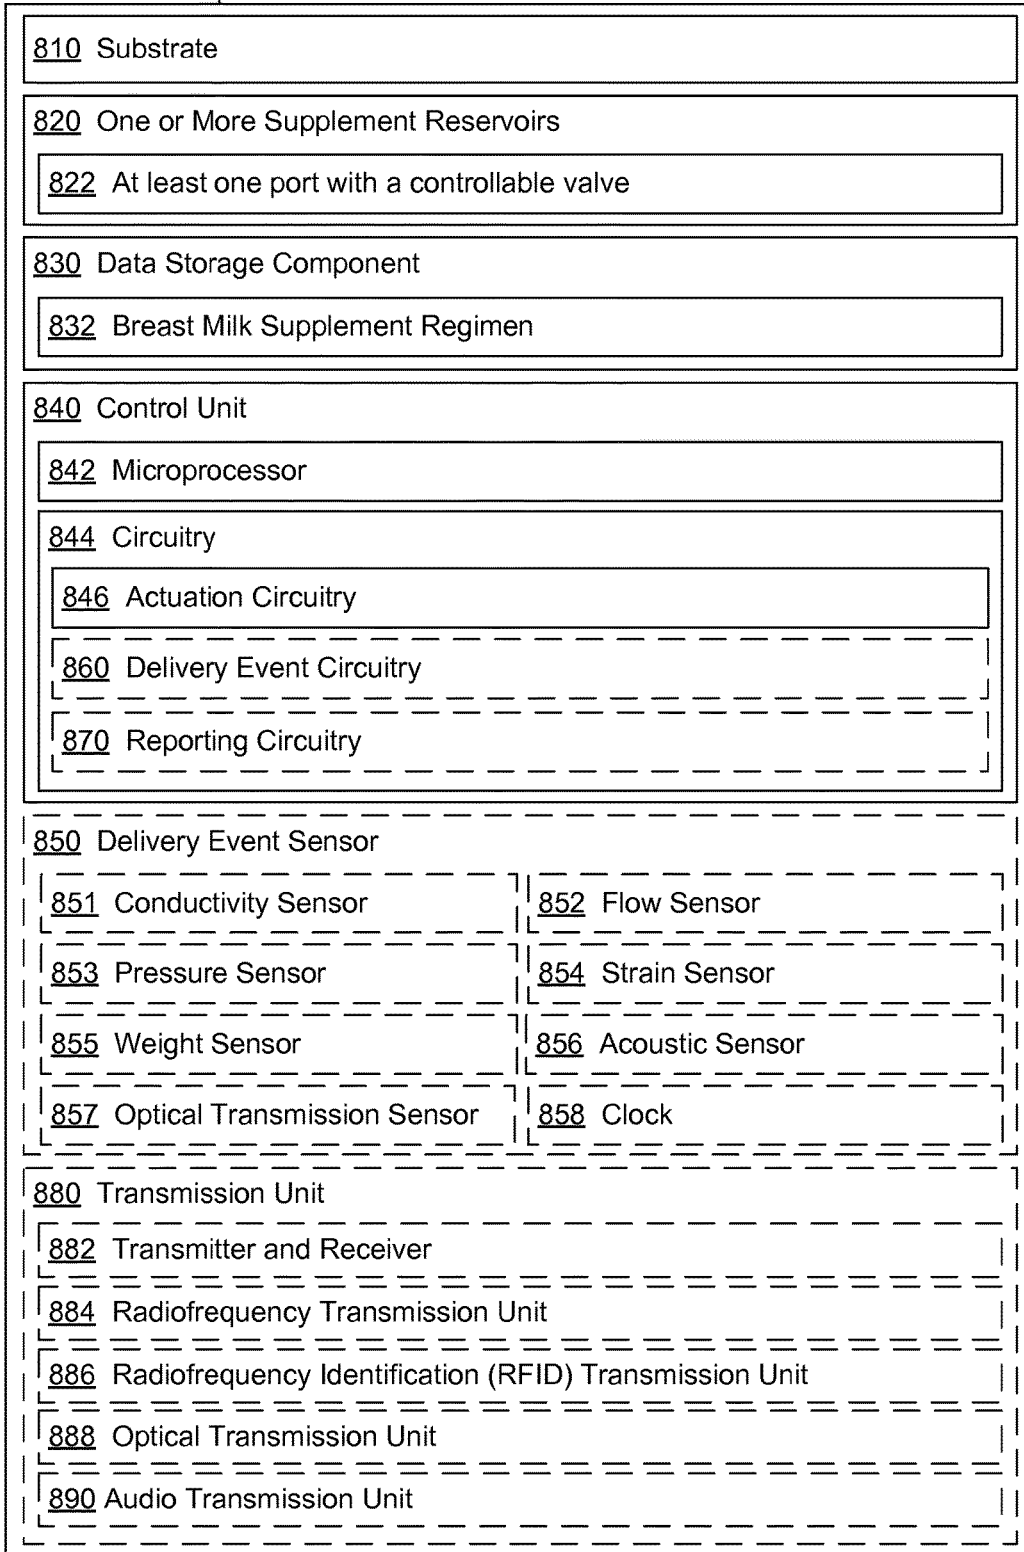 810 Substrate
820 One or More Supplement Reservoirs
822 At least one port with a controllable valve
830 Data Storage Component
832 Breast Milk Supplement Regimen
840 Control Unit
842 Microprocessor
844 Circuitry
846 Actuation Circuitry
860 Delivery Event Circuitry
870 Reporting Circuitry
850 Delivery Event Sensor
851 Conductivity Sensor
852 Flow Sensor
853 Pressure Sensor
854 Strain Sensor
855 Weight Sensor
856 Acoustic Sensor
857 Optical Transmission Sensor
858 Clock
880 Transmission Unit
882 Transmitter and Receiver
884 Radiofrequency Transmission Unit
886 Radiofrequency Identification (RFID) Transmission Unit
888 Optical Transmission Unit
890 Audio Transmission Unit